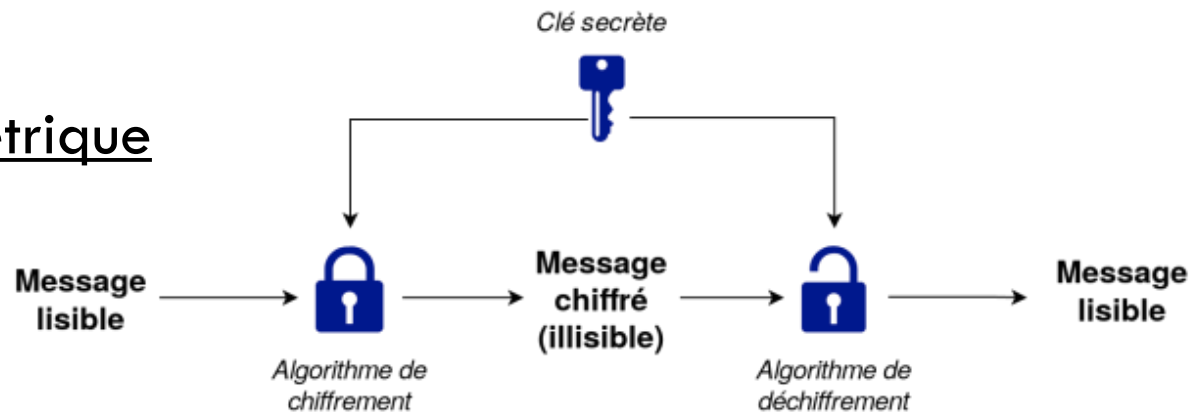 Clé secrète
étrique
Message
lisible
Message
chiffré
(illisible)
Message
lisible
Algorithme de
chiffrement
Algorithme de
déchiffrement